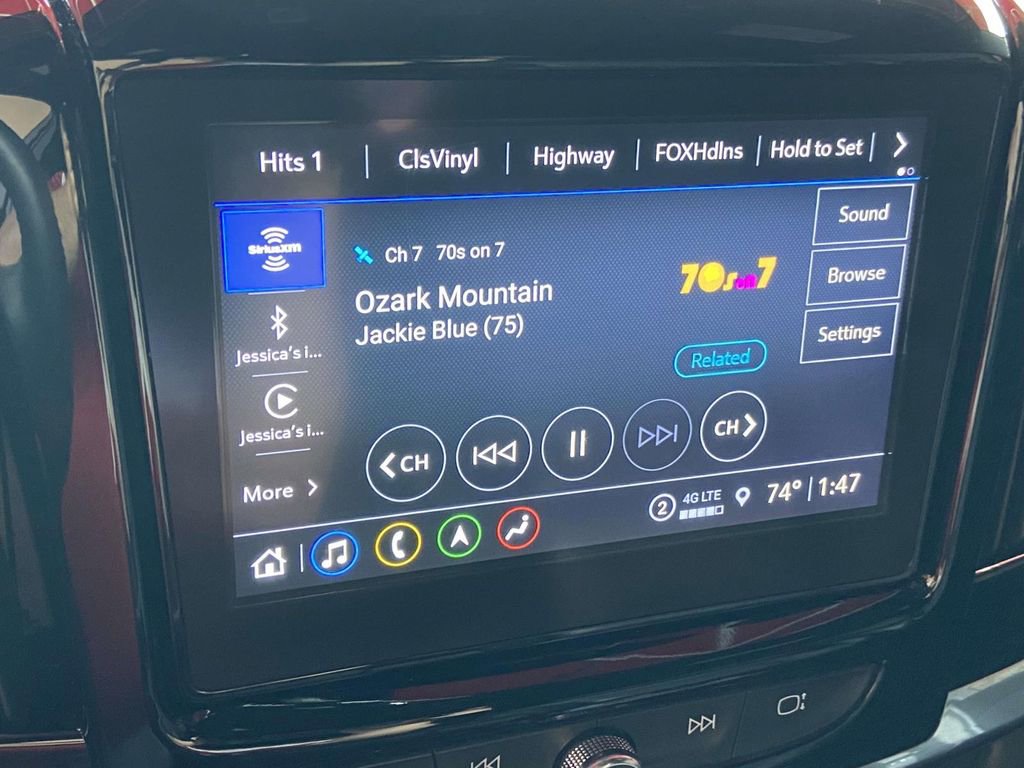 Hits 1 | ClsVinyl | Highway | FOXHdlns | Hold to Set |
SiriusXM
Ch 7 70s on 7
70s on 7
Sound
Ozark Mountain
Browse
Jackie Blue (75)
Jessica's i...
Related
Settings
Jessica's i...
CH
CH
More
2
4G LTE
74° | 1:47